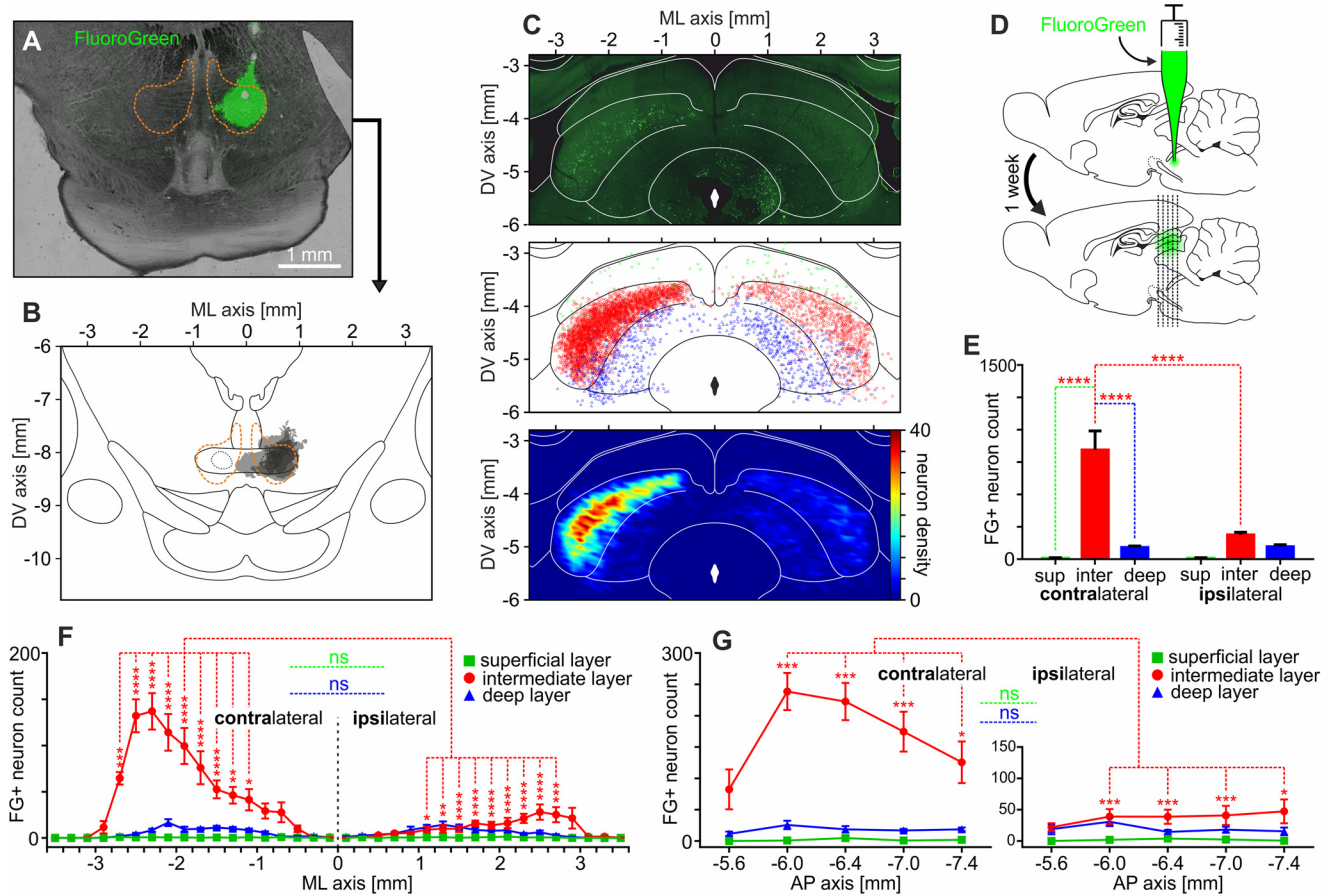 A
FluoroGreen
1 mm
B
ML axis [mm]
-3 -2 -1 0 1 2 3
DV axis [mm]
-6
-7
-8
-9
-10
C
ML axis [mm]
-3 -2 -1 0 1 2 3
DV axis [mm]
-3
-4
-5
-6
DV axis [mm]
-3
-4
-5
-6
DV axis [mm]
-3
-4
-5
-6
40
neuron density
0
D
FluoroGreen
1 week
E
FG+ neuron count
1500
0
****
****
****
sup inter deep sup inter deep
contralateral ipsilateral
F
FG+ neuron count
200
100
0
ns
ns
superficial layer
intermediate layer
deep layer
contralateral ipsilateral
-3 -2 -1 0 1 2 3
ML axis [mm]
G
FG+ neuron count
300
200
100
0
*** *** *** *
contralateral ipsilateral
ns
ns
superficial layer
intermediate layer
deep layer
-5.6 -6.0 -6.4 -7.0 -7.4
AP axis [mm]
150
100
50
0
*** *** *** *
-5.6 -6.0 -6.4 -7.0 -7.4
AP axis [mm]